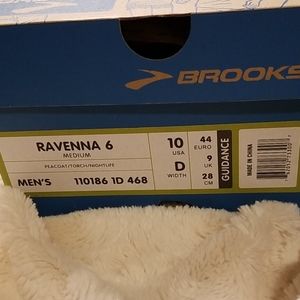 BROOKS
RAVENNA 6
MEDIUM
PEACOAT/TORCH/NIGHTLIFE
MEN'S 110186 1D 468
10 USA
D WIDTH
44 EURO
9 UK
28 CM
GUIDANCE
MADE IN CHINA